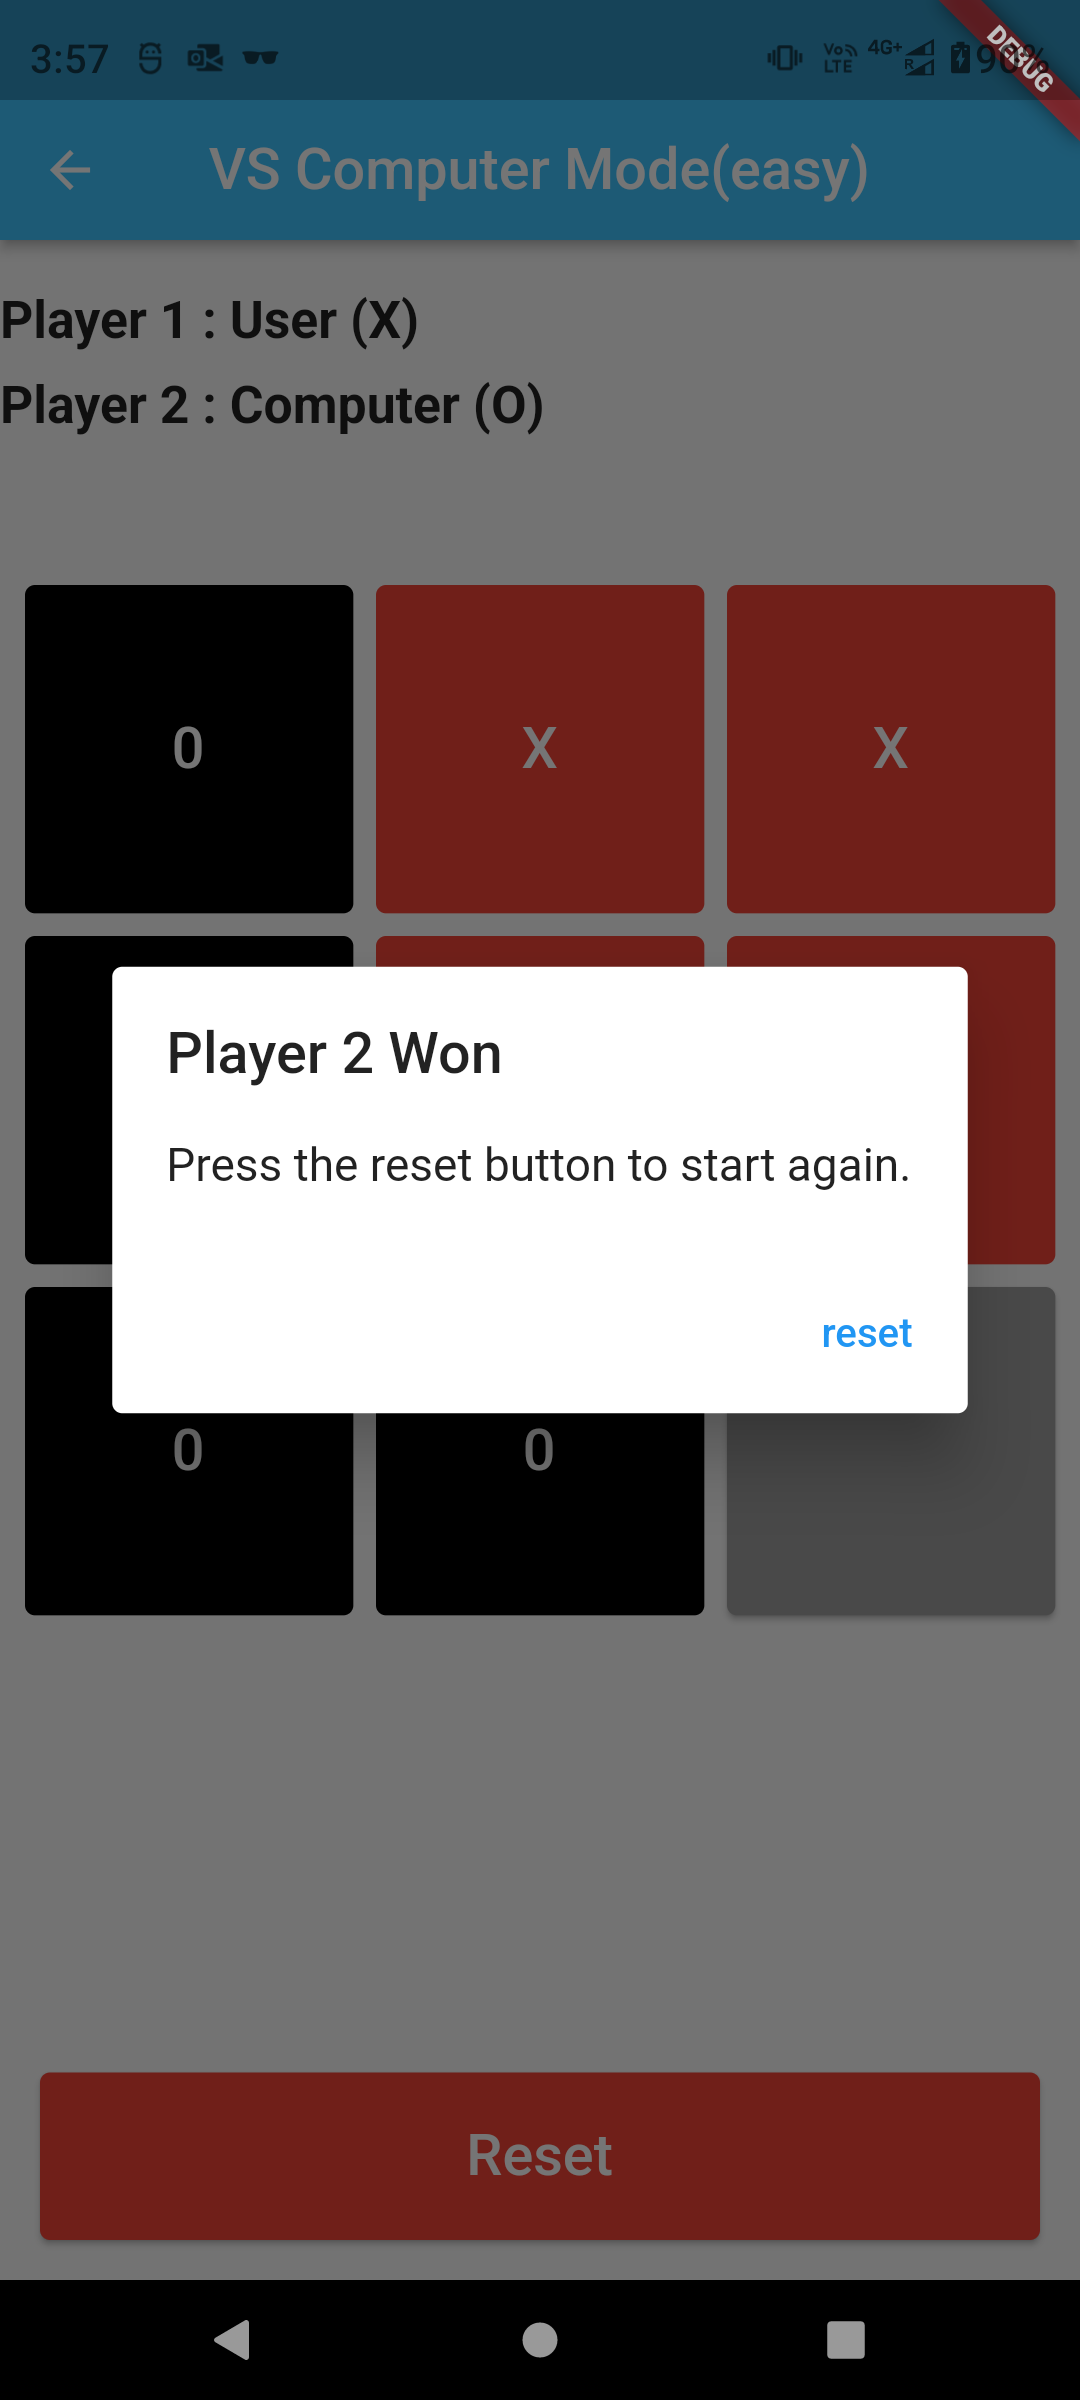 3:57
Vo LTE 4G+ R
DEBUG
VS Computer Mode(easy)
Player 1 : User (X)
Player 2 : Computer (O)
0 X X
Player 2 Won
Press the reset button to start again.
reset
0 0
Reset